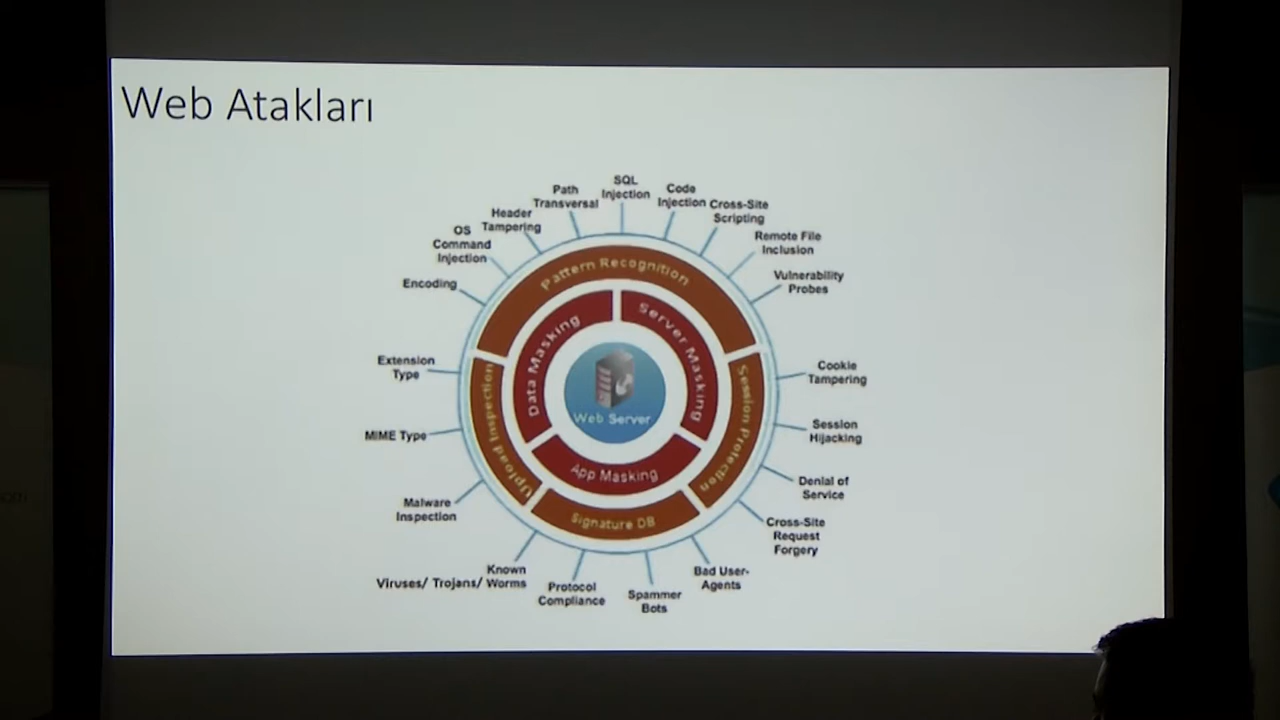 Web Atakları
SQL
Injection
Path
Transversal
Code
Injection
Cross-Site
Scripting
Header
Tampering
OS
Command
Injection
Remote File
Inclusion
Encoding
Vulnerability
Probes
Pattern Recognition
Data Masking
Server Masking
Extension
Type
Cookie
Tampering
Upload Inspection
Session Protection
Web Server
MIME Type
Session
Hijacking
App Masking
Malware
Inspection
Denial of
Service
Signature DB
Cross-Site
Request
Forgery
Known
Viruses/ Trojans/ Worms
Protocol
Compliance
Spammer
Bots
Bad User-
Agents